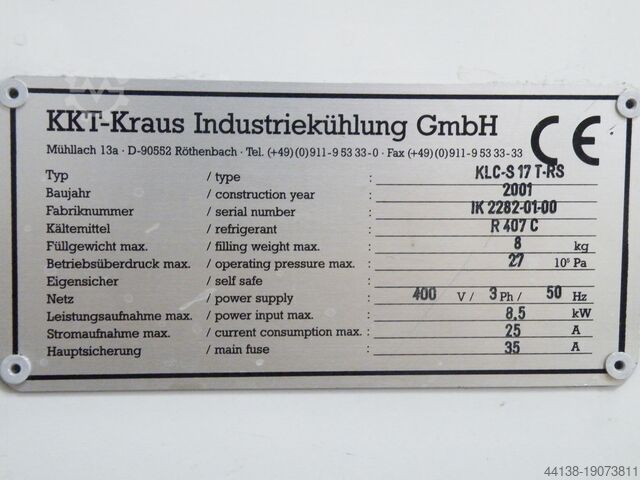 KKT-Kraus Industriekühlung GmbH CE
Mühllach 13a · D-90552 Röthenbach · Tel. (+49)(0)911-9 53 33-0 · Fax (+49)(0)911-9 53 33-33
Typ / type : KLC-S 17 T-RS
Baujahr / construction year : 2001
Fabriknummer / serial number : IK 2282-01-00
Kältemittel / refrigerant : R 407 C
Füllgewicht max. / filling weight max. : 8 kg
Betriebsüberdruck max. / operating pressure max. : 27 10⁵ Pa
Eigensicher / self safe :
Netz / power supply : 400 V / 3 Ph / 50 Hz
Leistungsaufnahme max. / power input max. : 8.5 kW
Stromaufnahme max. / current consumption max. : 25 A
Hauptsicherung / main fuse : 35 A
44138-19073811